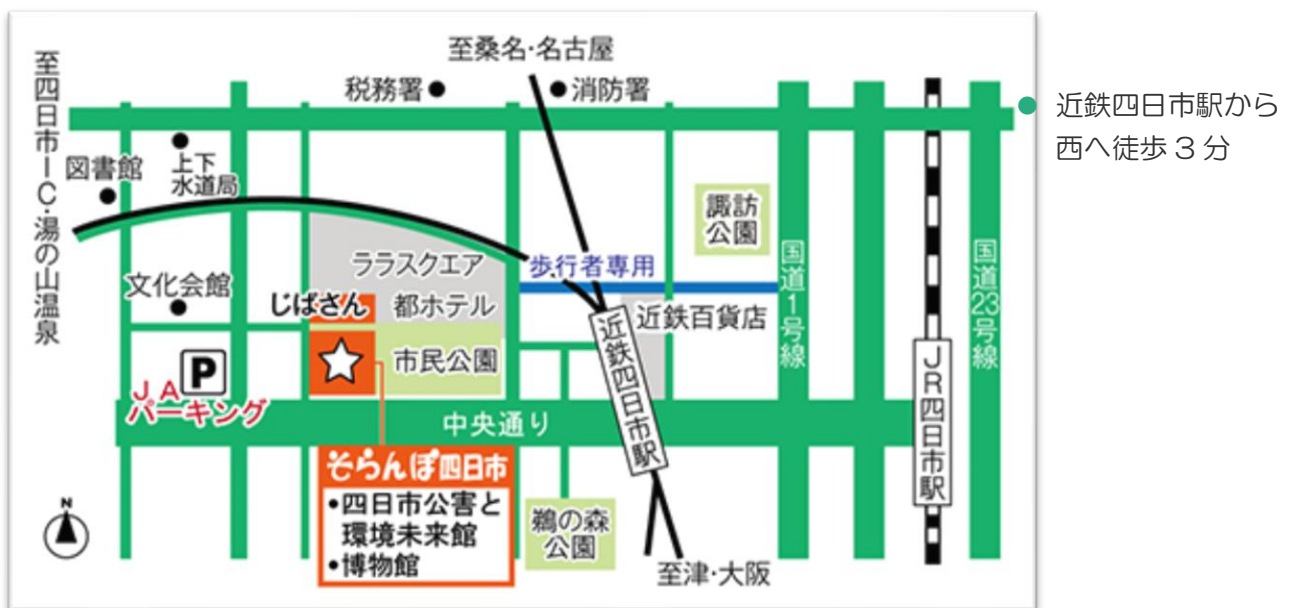 至桑名・名古屋
税務署
消防署
至四日市IC・湯の山温泉
図書館
上下
水道局
諏訪
公園
国道1号線
国道23号線
歩行者専用
ララスクエア
文化会館
じばさん
都ホテル
近鉄百貨店
近鉄四日市駅
市民公園
JR四日市駅
P
JA
パーキング
中央通り
そらんぽ四日市
•四日市公害と
環境未来館
•博物館
鵜の森
公園
N
至津・大阪
● 近鉄四日市駅から
西へ徒歩3分